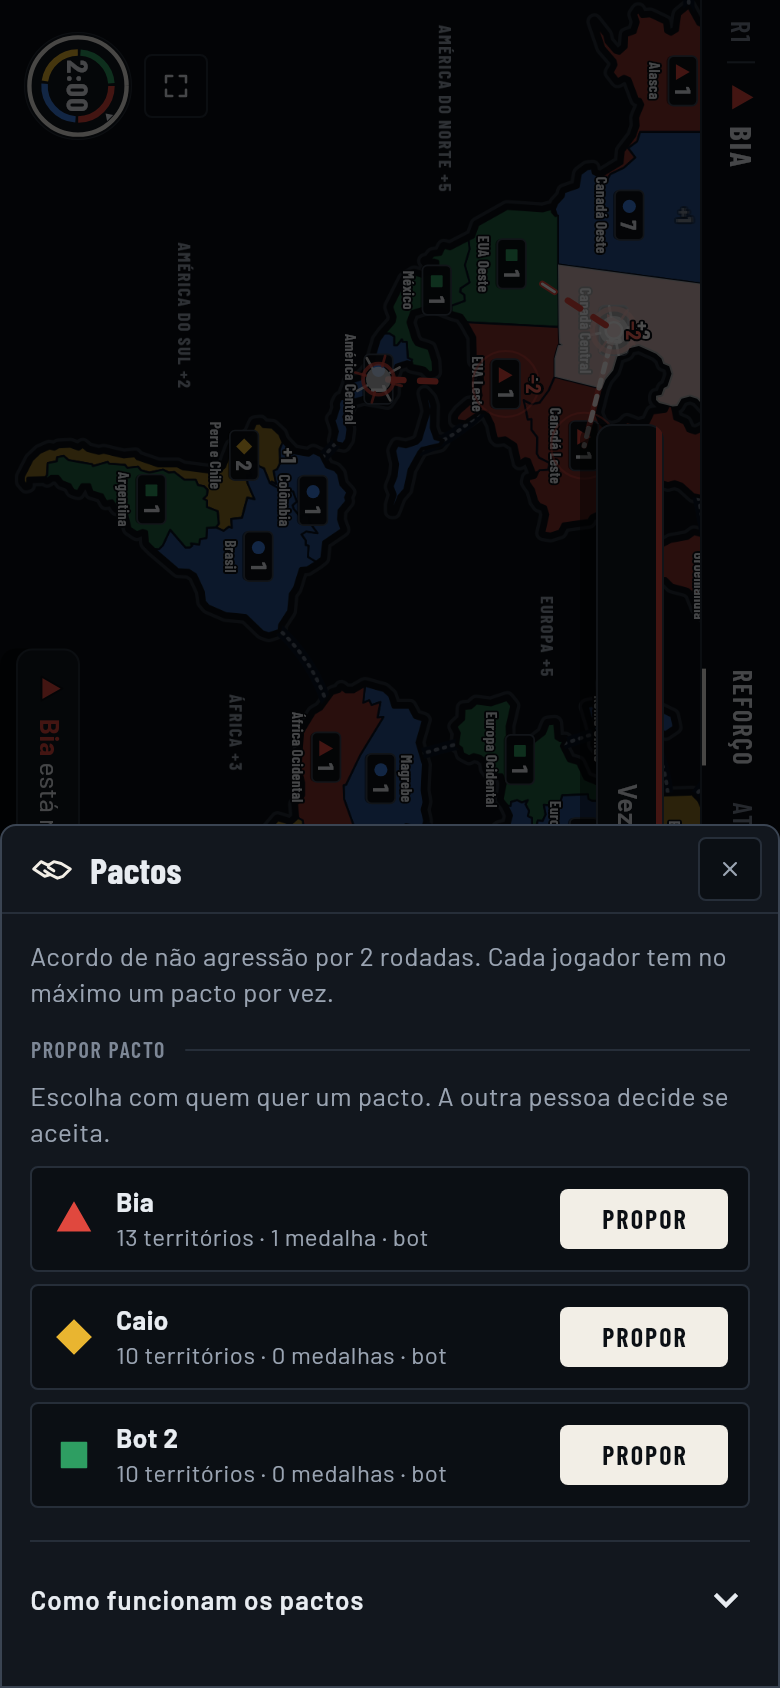 R1
BIA
REFORÇO
AT
2:00
AMÉRICA DO NORTE +5
AMÉRICA DO SUL +2
EUROPA +5
ÁFRICA +3
Alasca
1
Canadá Oeste
7
+1
EUA Oeste
1
México
1
Canadá Central
América Central
EUA Leste
1
-2
Canadá Leste
1
Peru e Chile
2
+1
Colômbia
1
Argentina
1
Brasil
1
África Ocidental
1
Magrebe
1
Europa Ocidental
1
Vez
Bia está
Pactos
Acordo de não agressão por 2 rodadas. Cada jogador tem no
máximo um pacto por vez.
PROPOR PACTO
Escolha com quem quer um pacto. A outra pessoa decide se
aceita.
Bia
13 territórios · 1 medalha · bot
PROPOR
Caio
10 territórios · 0 medalhas · bot
PROPOR
Bot 2
10 territórios · 0 medalhas · bot
PROPOR
Como funcionam os pactos